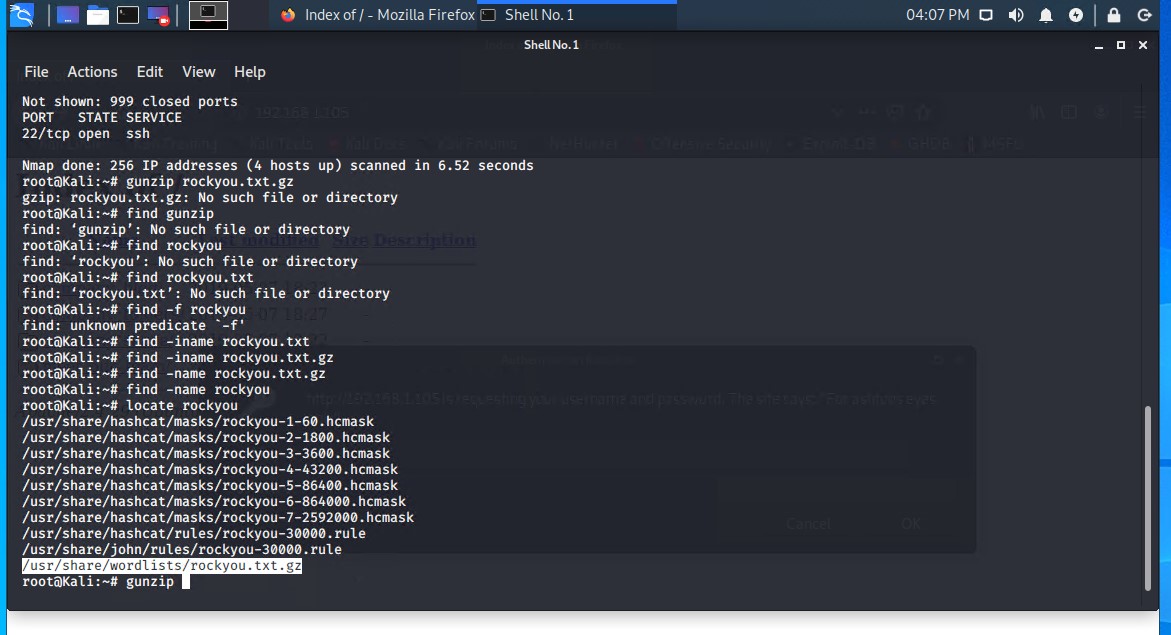 Index of / - Mozilla Firefox
Shell No. 1
04:07 PM
Shell No. 1
File Actions Edit View Help
Not shown: 999 closed ports
PORT   STATE SERVICE
22/tcp open  ssh
192.168.1.105
Nmap done: 256 IP addresses (4 hosts up) scanned in 6.52 seconds
root@Kali:~# gunzip rockyou.txt.gz
gzip: rockyou.txt.gz: No such file or directory
root@Kali:~# find gunzip
find: ‘gunzip’: No such file or directory
Size Description
root@Kali:~# find rockyou
find: ‘rockyou’: No such file or directory
root@Kali:~# find rockyou.txt
find: ‘rockyou.txt’: No such file or directory
root@Kali:~# find -f rockyou
find: unknown predicate `-f'
root@Kali:~# find -iname rockyou.txt
root@Kali:~# find -iname rockyou.txt.gz
root@Kali:~# find -name rockyou.txt.gz
root@Kali:~# find -name rockyou
root@Kali:~# locate rockyou
/usr/share/hashcat/masks/rockyou-1-60.hcmask
/usr/share/hashcat/masks/rockyou-2-1800.hcmask
/usr/share/hashcat/masks/rockyou-3-3600.hcmask
/usr/share/hashcat/masks/rockyou-4-43200.hcmask
/usr/share/hashcat/masks/rockyou-5-86400.hcmask
/usr/share/hashcat/masks/rockyou-6-864000.hcmask
/usr/share/hashcat/masks/rockyou-7-2592000.hcmask
/usr/share/hashcat/rules/rockyou-30000.rule
Cancel OK
/usr/share/john/rules/rockyou-30000.rule
/usr/share/wordlists/rockyou.txt.gz
root@Kali:~# gunzip